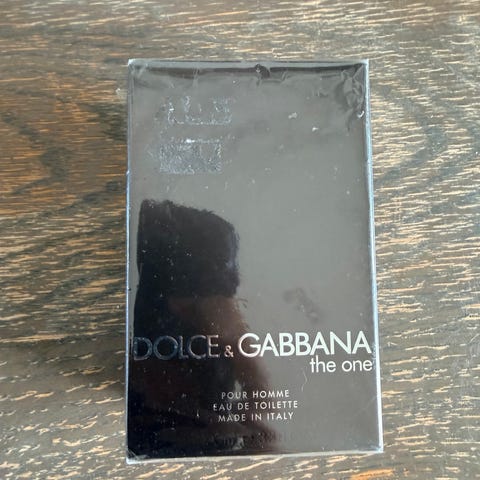 DOLCE & GABBANA
the one
POUR HOMME
EAU DE TOILETTE
MADE IN ITALY